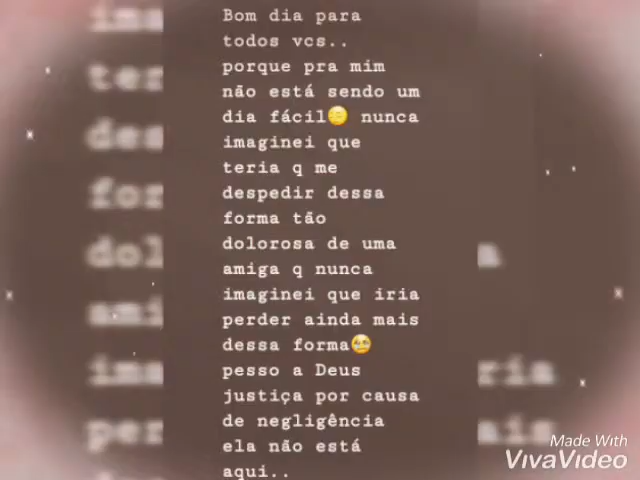 Bom dia para
todos vcs..
porque pra mim
não está sendo um
dia fácil😔 nunca
imaginei que
teria q me
despedir dessa
forma tão
dolorosa de uma
amiga q nunca
imaginei que iria
perder ainda mais
dessa forma😢
pesso a Deus
justiça por causa
de negligência
ela não está
aqui..
Made With
VivaVideo